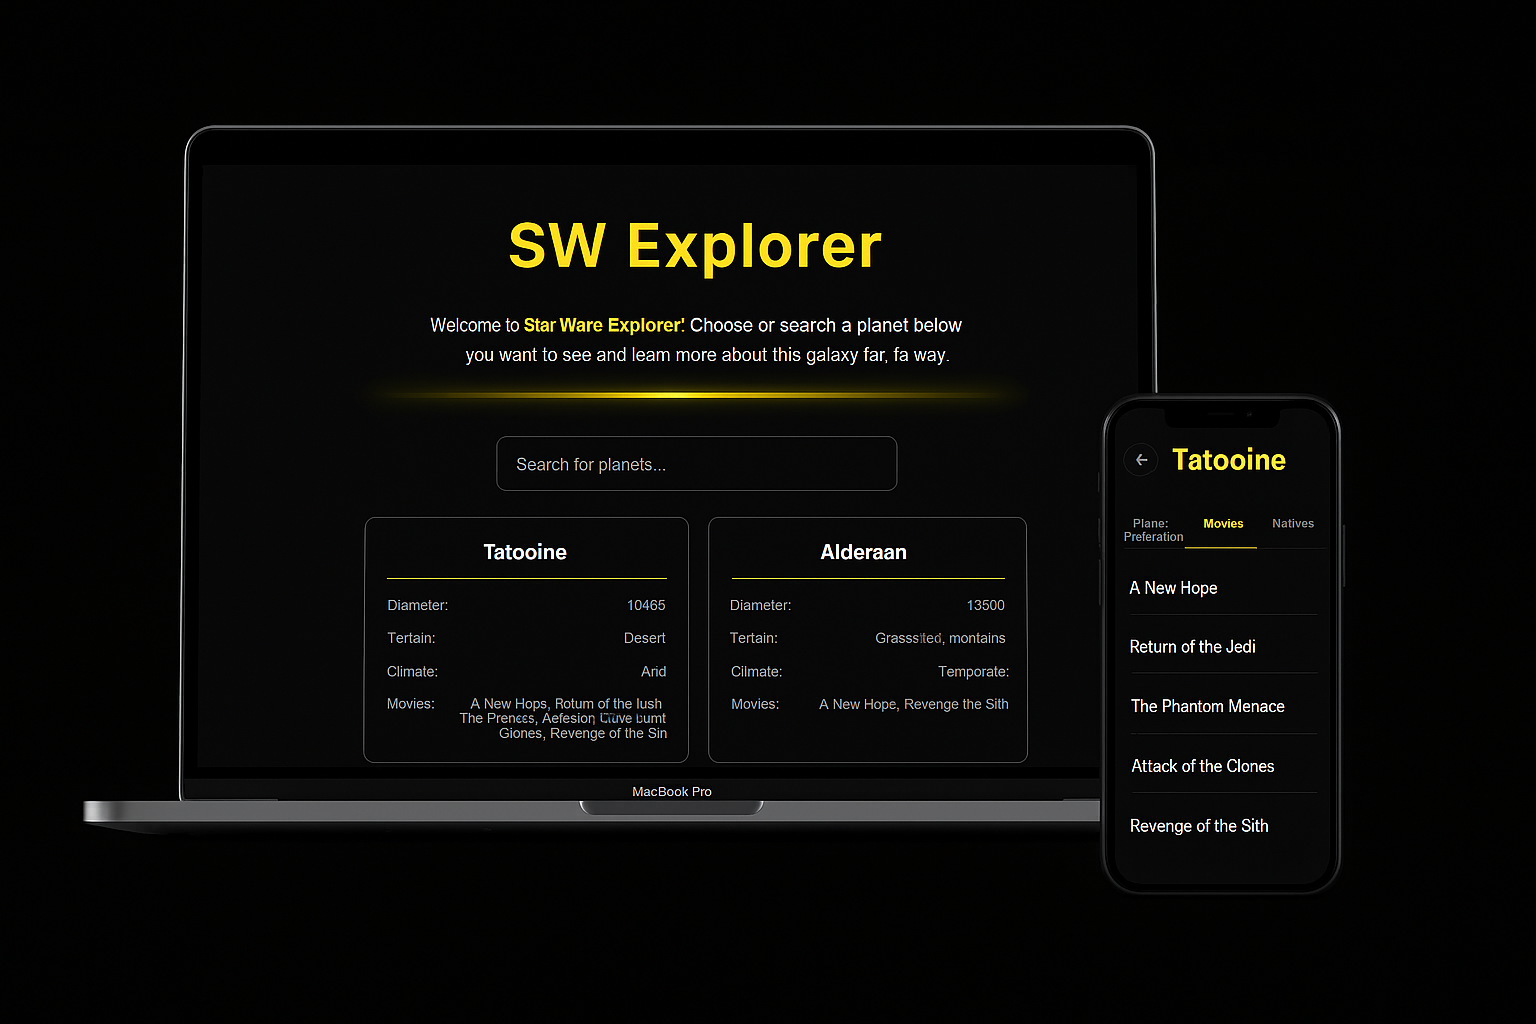 SW Explorer
Welcome to Star Ware Explorer'! Choose or search a planet below
you want to see and leam more about this galaxy far, fa way.
Search for planets...
Tatooine
Diameter: 10465
Tertain: Desert
Climate: Arid
Movies: A New Hops, Rotum of the lush
The Prencss, Aefesion
Giones, Revenge of the Sin
Alderaan
Diameter: 13500
Tertain: montains
Cilmate: Temporate:
Movies: A New Hope, Revenge the Sith
MacBook Pro
←
Tatooine
Plane: Movies Natives
Preferation
A New Hope
Return of the Jedi
The Phantom Menace
Attack of the Clones
Revenge of the Sith